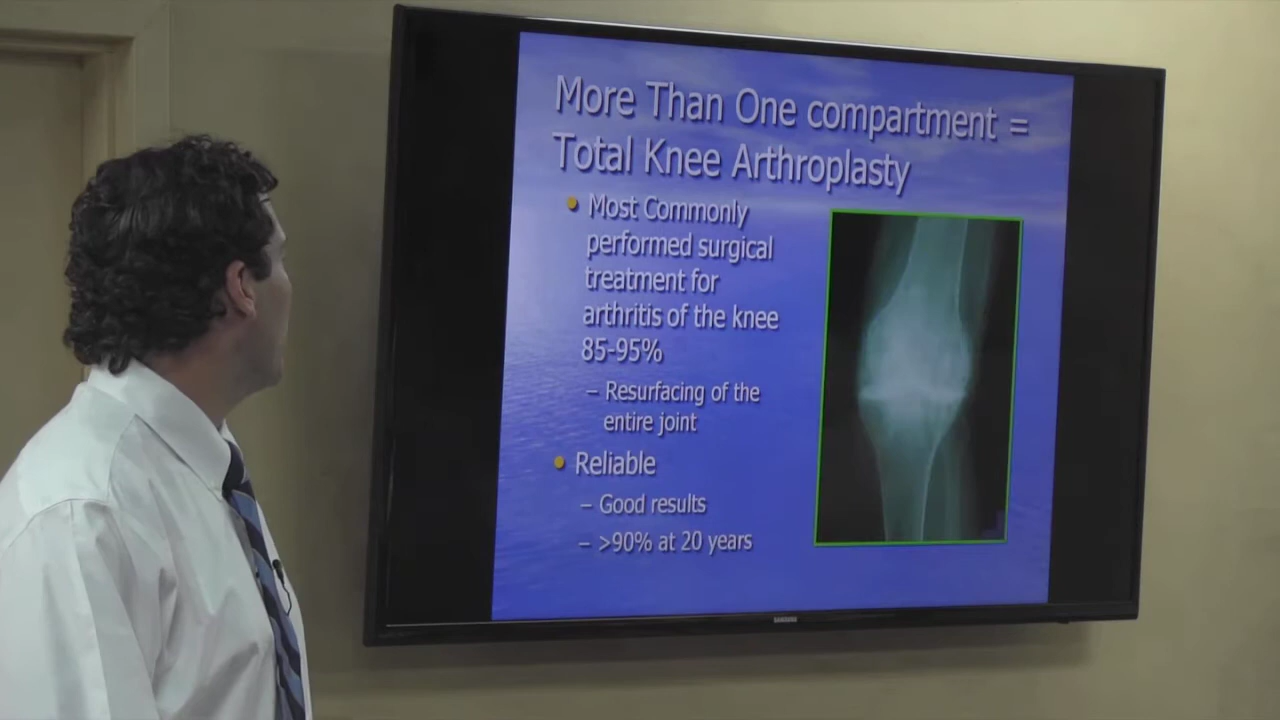 More Than One compartment =
Total Knee Arthroplasty
Most Commonly
performed surgical
treatment for
arthritis of the knee
85-95%
– Resurfacing of the
entire joint
Reliable
– Good results
– >90% at 20 years
SAMSUNG